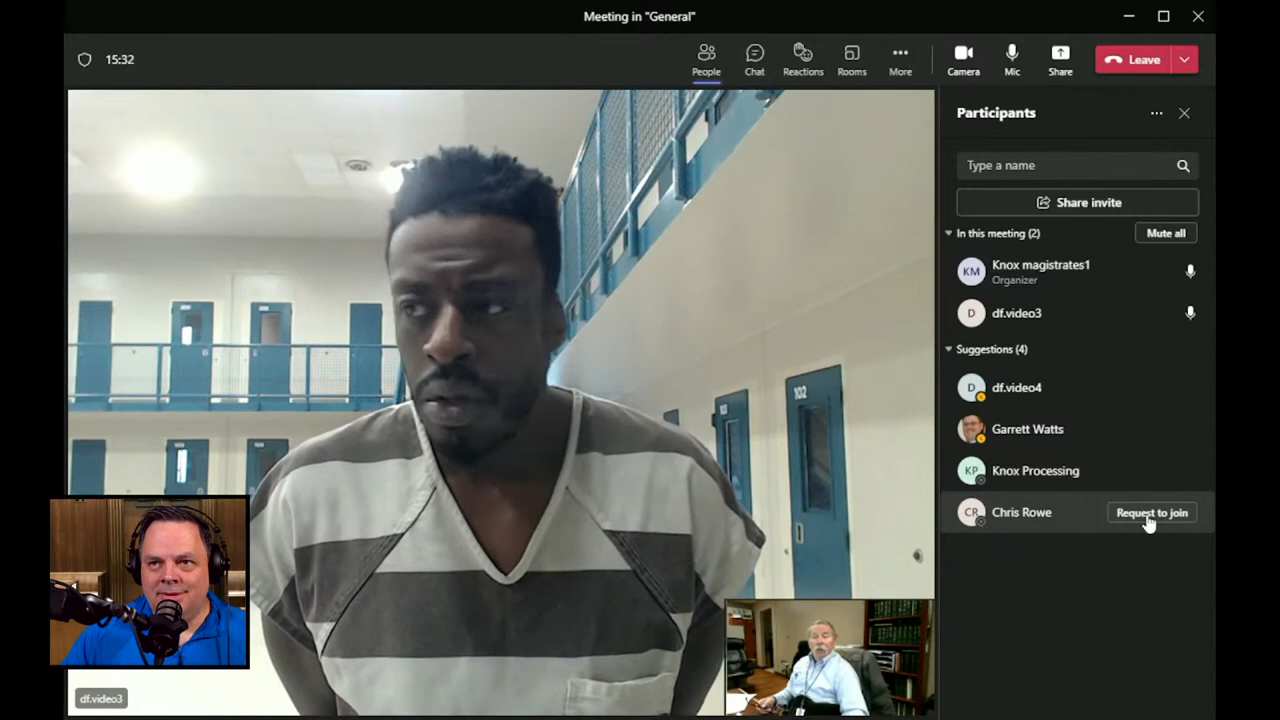 Meeting in "General"
15:32
People
Chat
Reactions
Rooms
More
Camera
Mic
Share
Leave
Participants
Type a name
Share invite
In this meeting (2)
Mute all
KM
Knox magistrates1
Organizer
D
df.video3
Suggestions (4)
D
df.video4
Garrett Watts
KP
Knox Processing
CR
Chris Rowe
Request to join
102
df.video3